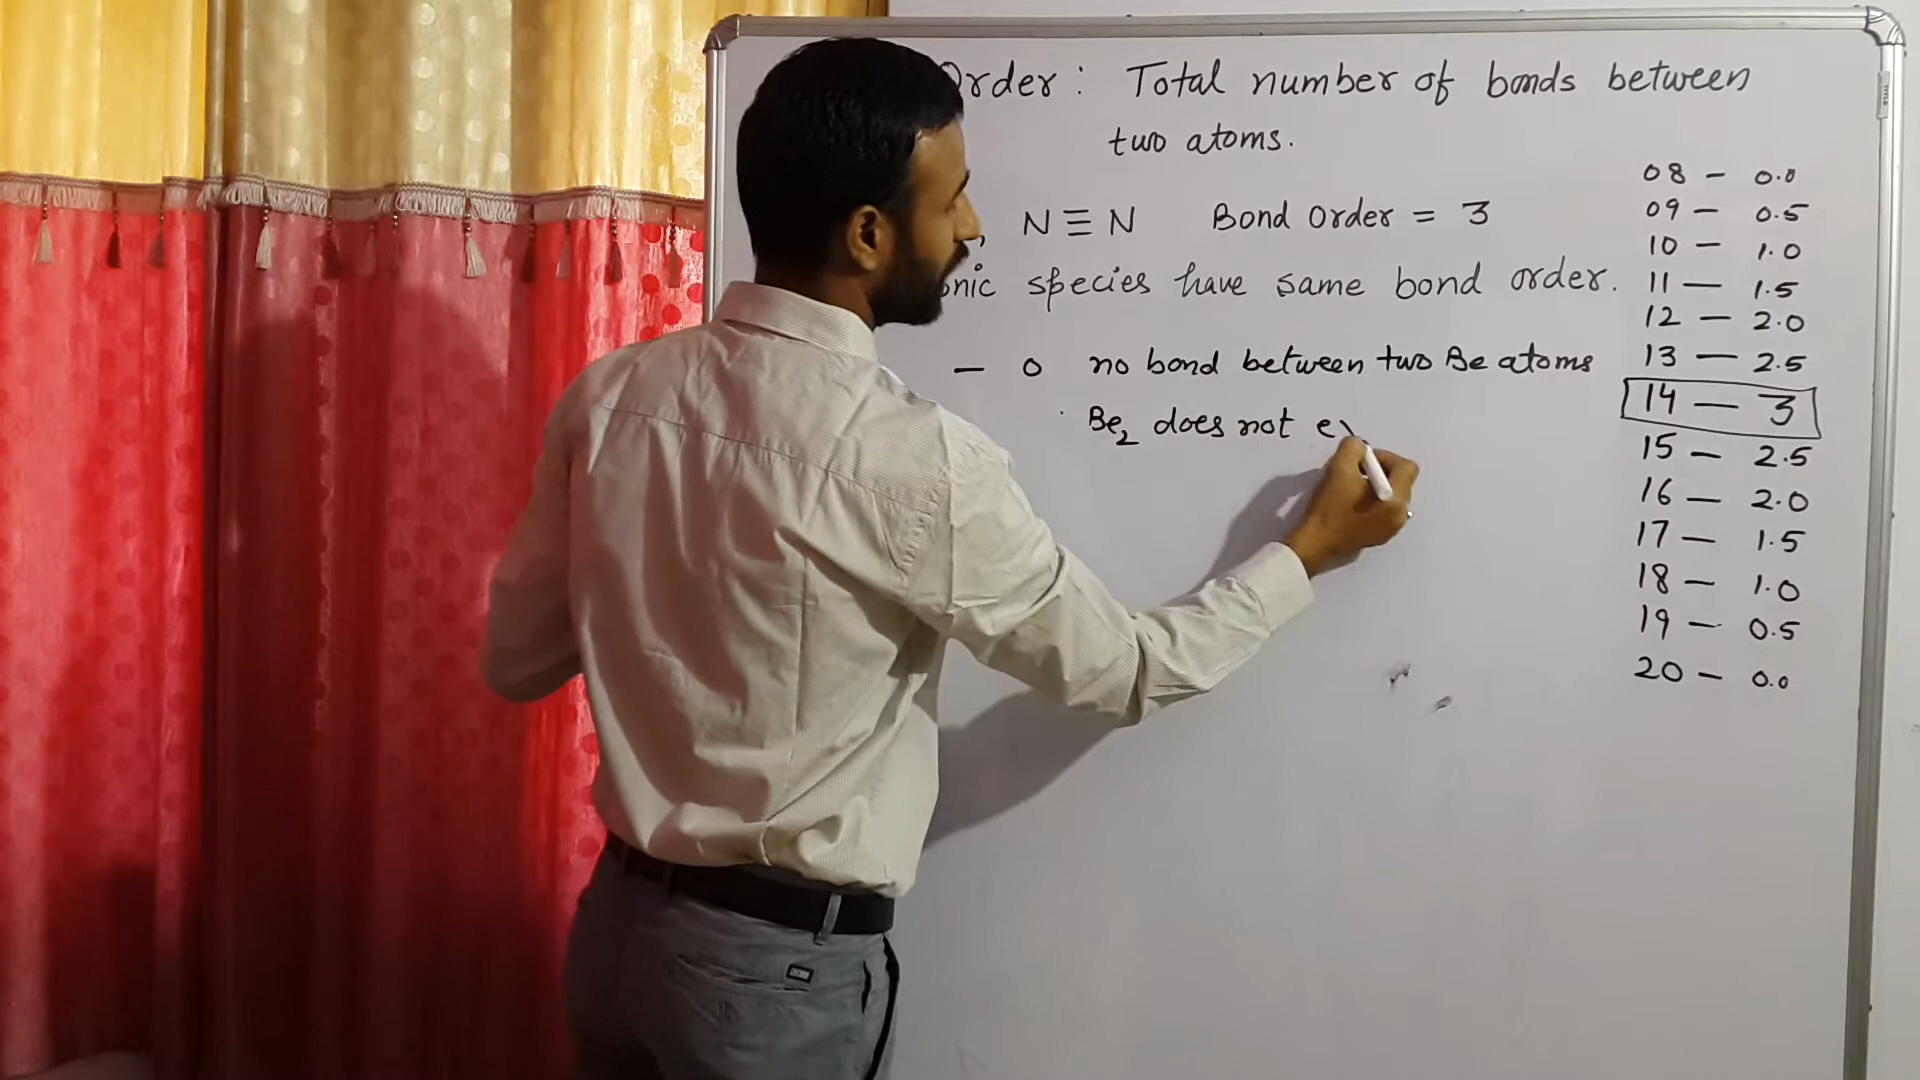 Order : Total number of bonds between
two atoms.
, N≡N Bond Order = 3
onic species have same bond order.
— 0 no bond between two Be atoms
Be₂ does not ex
08 — 0.0
09 — 0.5
10 — 1.0
11 — 1.5
12 — 2.0
13 — 2.5
14 — 3
15 — 2.5
16 — 2.0
17 — 1.5
18 — 1.0
19 — 0.5
20 — 0.0